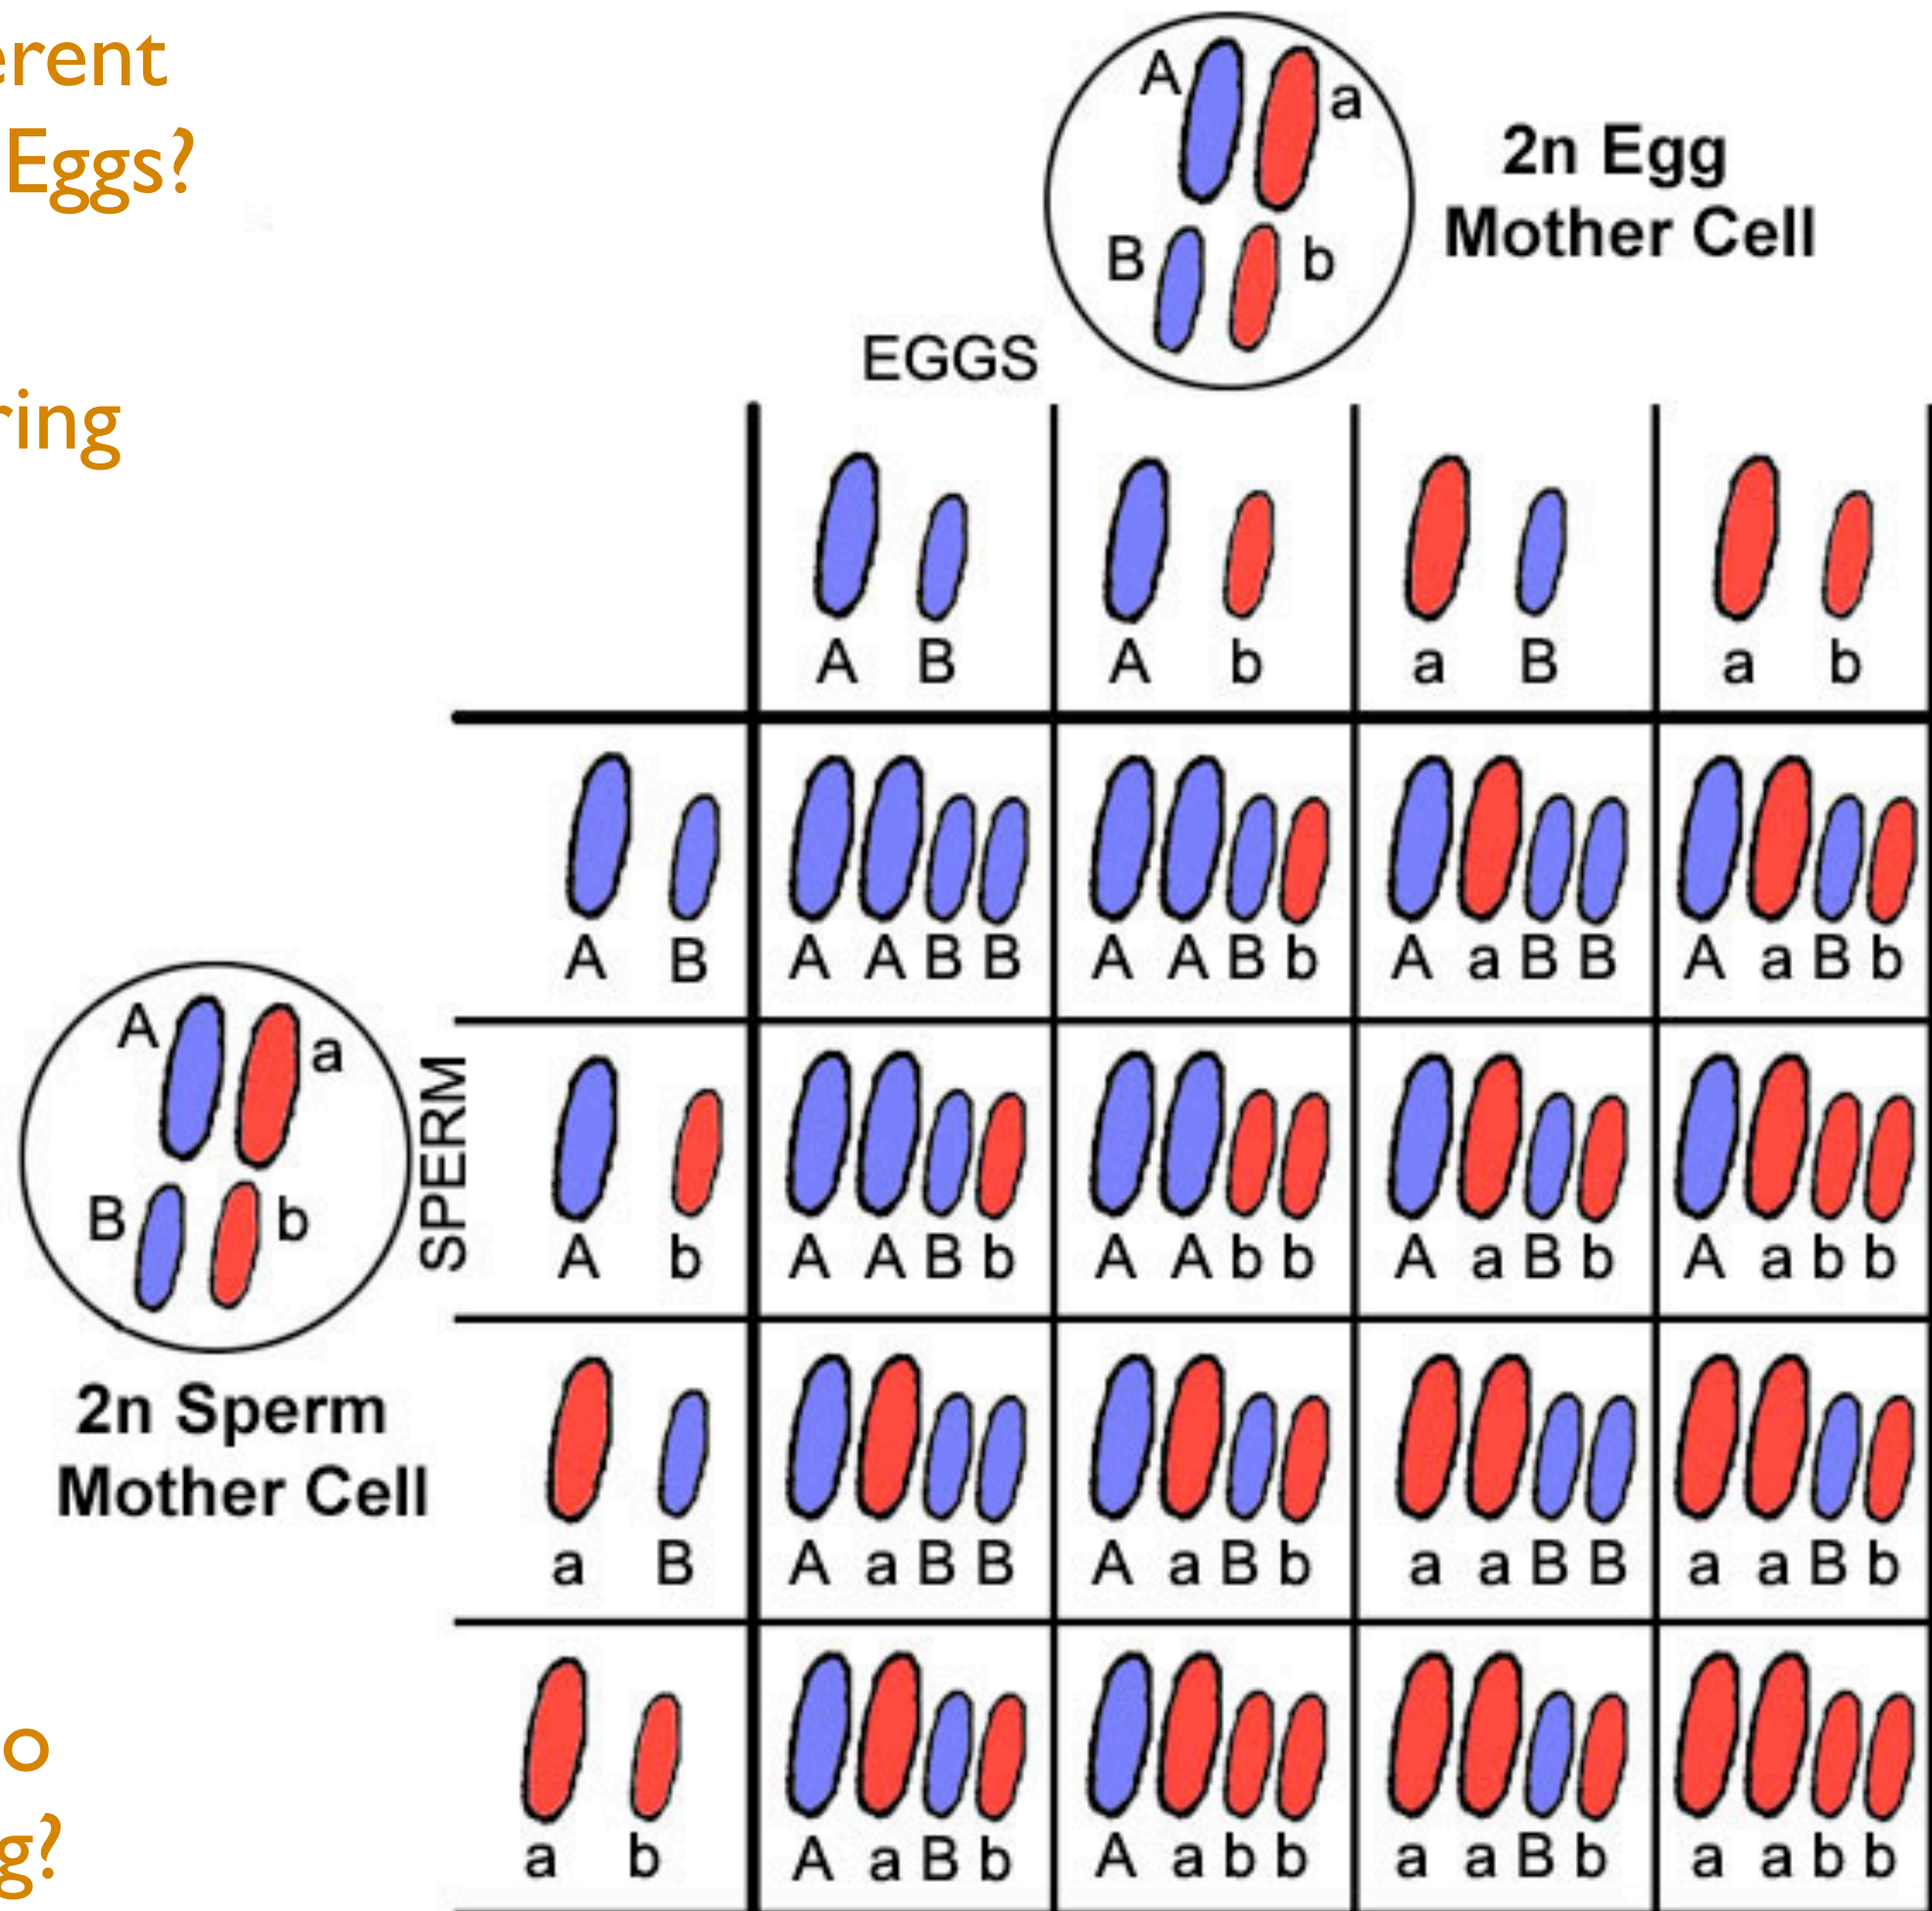 erent
Eggs?
ring
o
g?
A a
B b
2n Egg
Mother Cell
EGGS
A B A b a B a b
A B A A B B A A B b A a B B A a B b
A a
B b
SPERM
2n Sperm
Mother Cell
A b A A B b A A b b A a B b A a b b
a B A a B B A a B b a a B B a a B b
a b A a B b A a b b a a B b a a b b